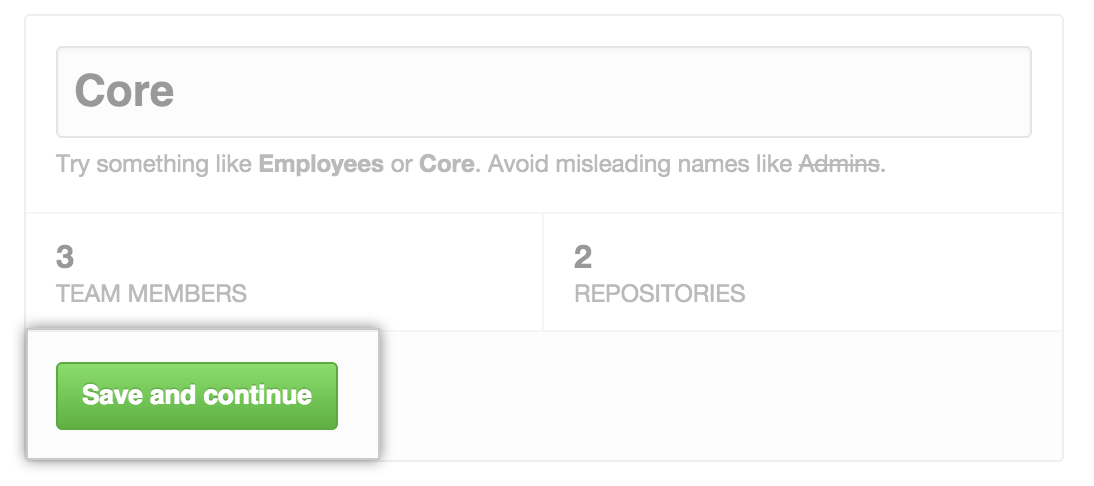 Core
Try something like Employees or Core. Avoid misleading names like Admins.
3
TEAM MEMBERS
2
REPOSITORIES
Save and continue